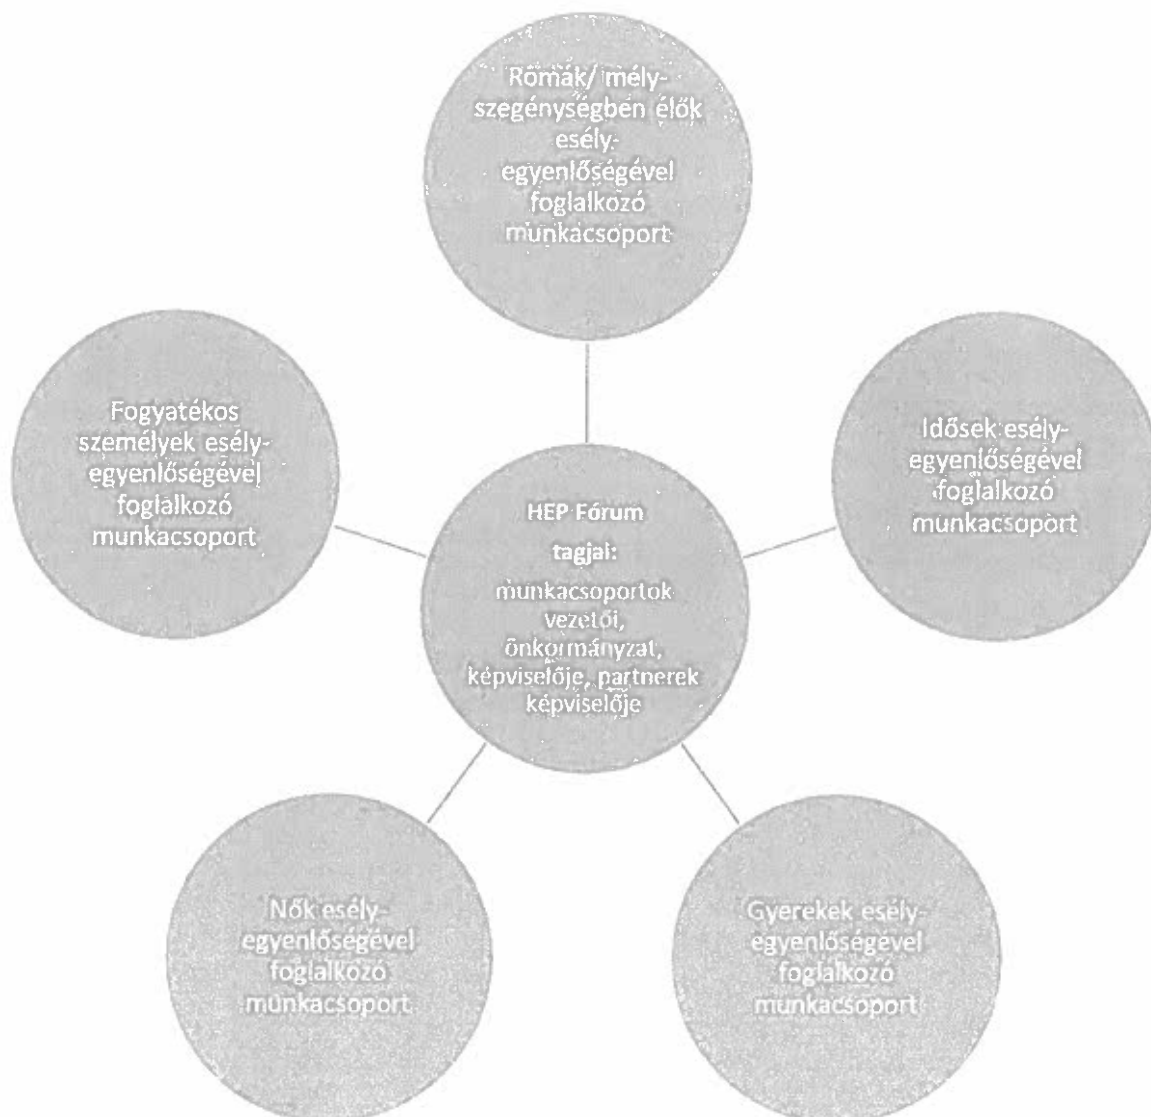 Romák/ mély-
szegénységben élők
esély-
egyenlőségével
foglalkozó
munkacsoport
Fogyatékos
személyek esély-
egyenlőségével
foglalkozó
munkacsoport
Idősek esély-
egyenlőségével
foglalkozó
munkacsoport
HEP Fórum
tagjai:
munkacsoportok
vezetői,
önkormányzat,
képviselője, partnerek
képviselője
Nők esély-
egyenlőségével
foglalkozó
munkacsoport
Gyerekek esély-
egyenlőségével
foglalkozó
munkacsoport